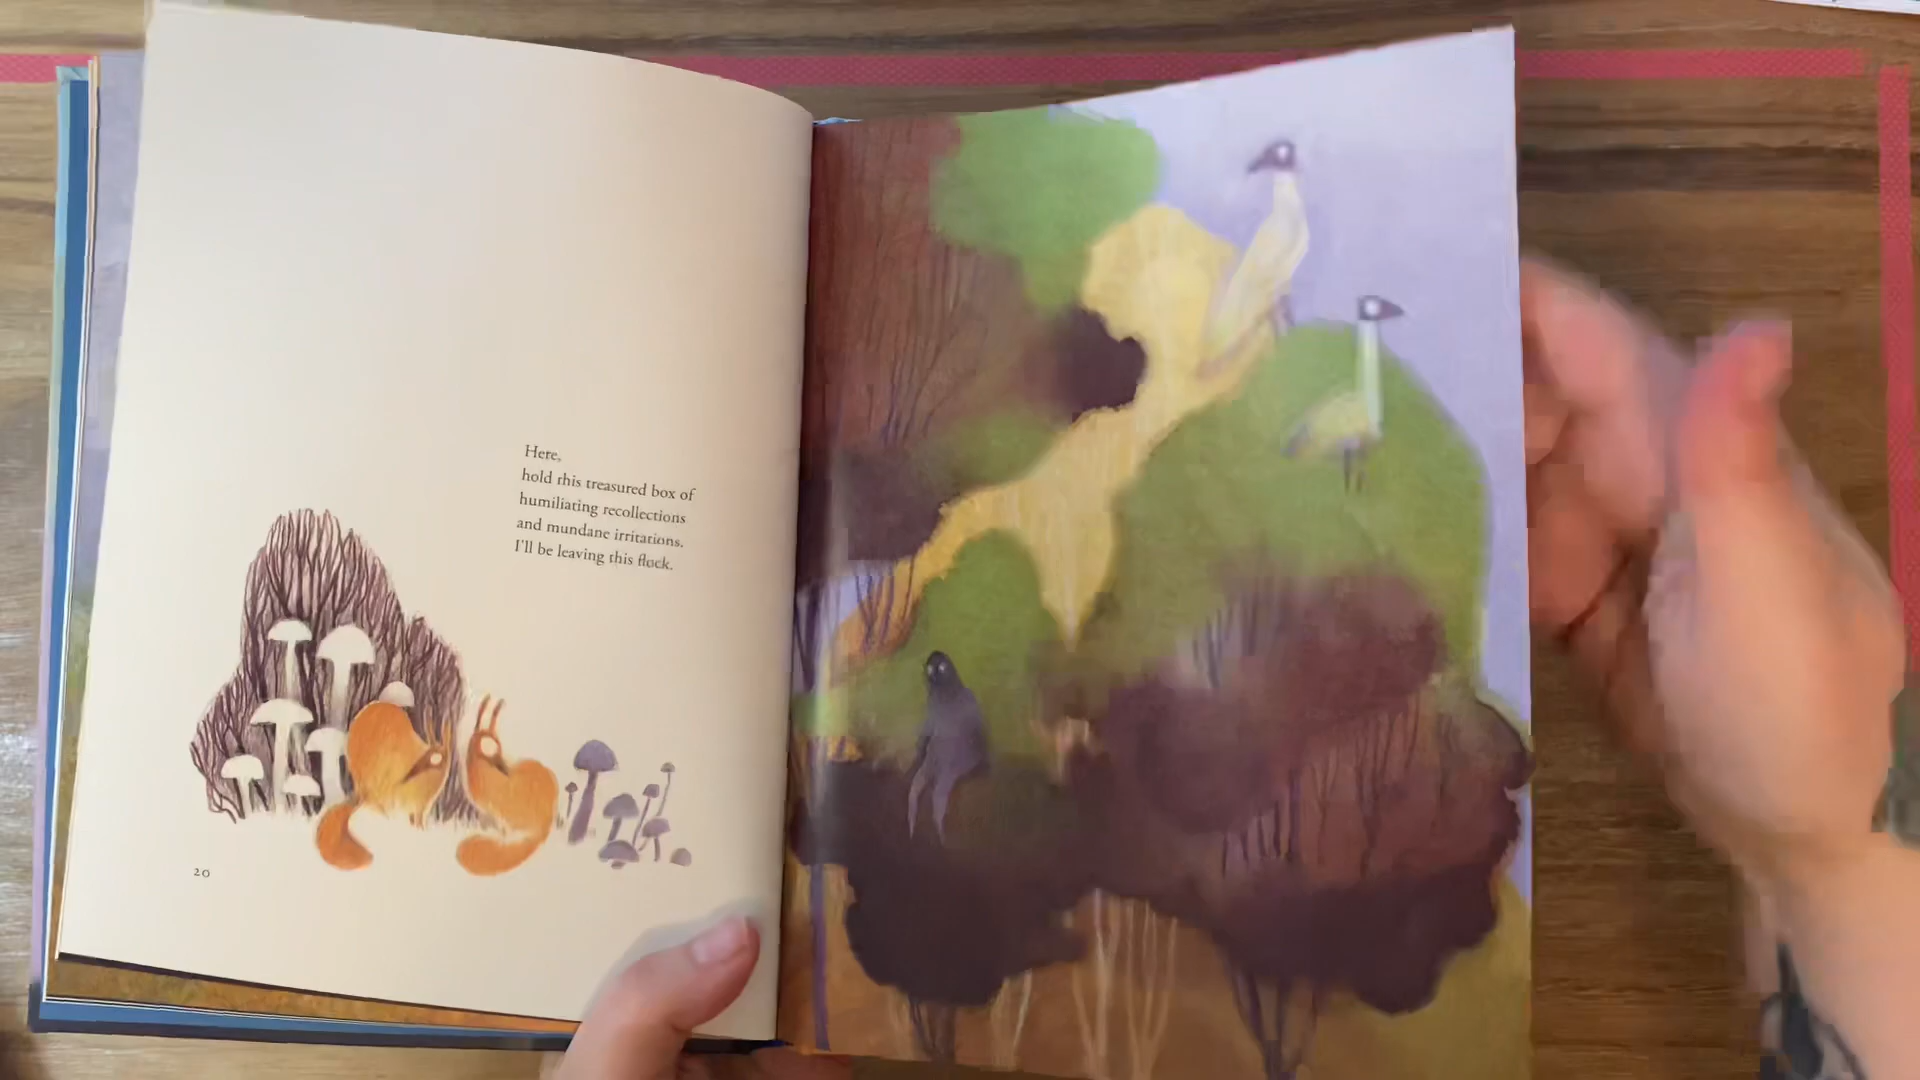 Here,
hold this treasured box of
humiliating recollections
and mundane irritations.
I'll be leaving this flock.
20